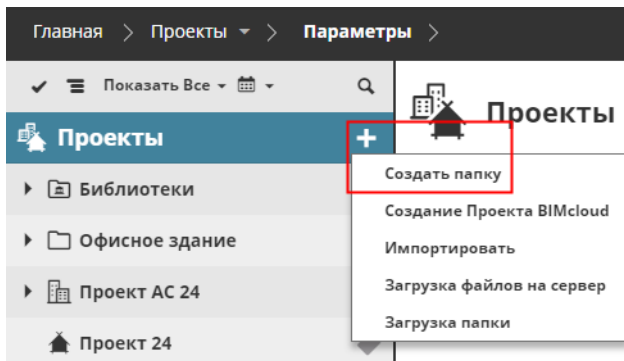 Главная > Проекты > Параметры >
Показать Все
Проекты
Проекты +
Создать папку
Библиотеки
Создание Проекта BIMcloud
Офисное здание
Импортировать
Проект АС 24
Загрузка файлов на сервер
Загрузка папки
Проект 24